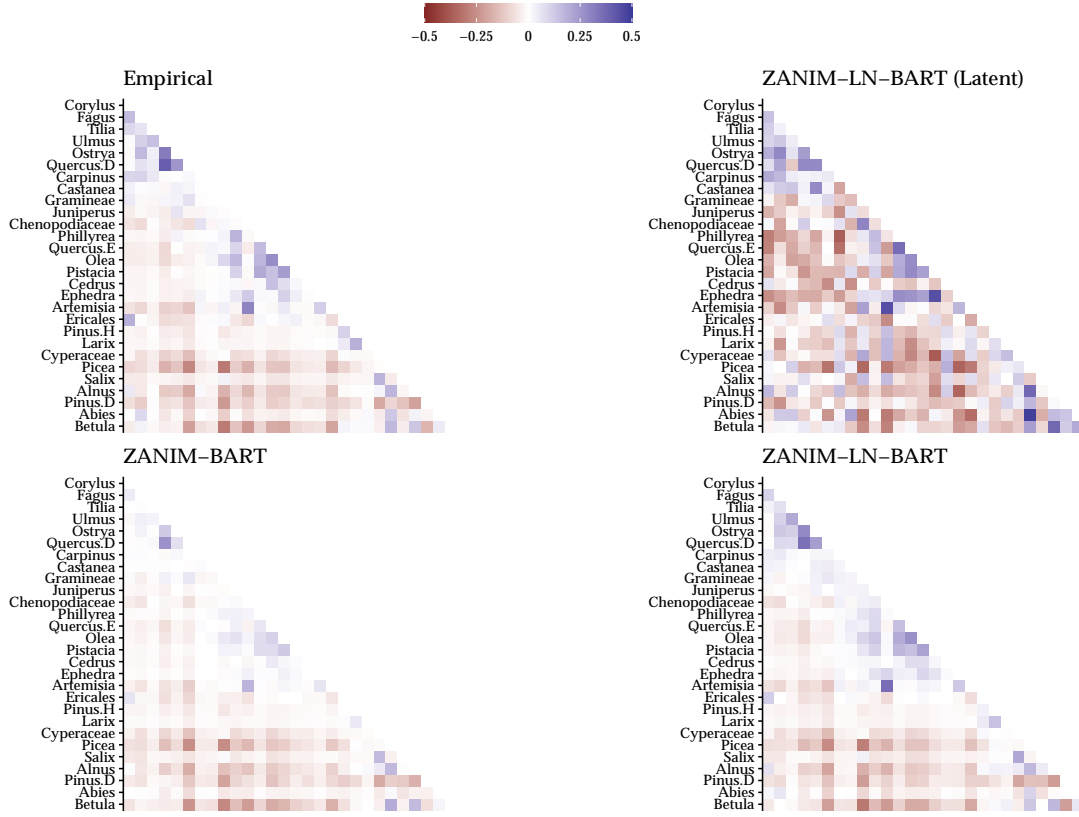 −0.5 −0.25 0 0.25 0.5
Empirical
Corylus
Fagus
Tilia
Ulmus
Ostrya
Quercus.D
Carpinus
Castanea
Gramineae
Juniperus
Chenopodiaceae
Phillyrea
Quercus.E
Olea
Pistacia
Cedrus
Ephedra
Artemisia
Ericales
Pinus.H
Larix
Cyperaceae
Picea
Salix
Alnus
Pinus.D
Abies
Betula
ZANIM−LN−BART (Latent)
Corylus
Fagus
Tilia
Ulmus
Ostrya
Quercus.D
Carpinus
Castanea
Gramineae
Juniperus
Chenopodiaceae
Phillyrea
Quercus.E
Olea
Pistacia
Cedrus
Ephedra
Artemisia
Ericales
Pinus.H
Larix
Cyperaceae
Picea
Salix
Alnus
Pinus.D
Abies
Betula
ZANIM−BART
Corylus
Fagus
Tilia
Ulmus
Ostrya
Quercus.D
Carpinus
Castanea
Gramineae
Juniperus
Chenopodiaceae
Phillyrea
Quercus.E
Olea
Pistacia
Cedrus
Ephedra
Artemisia
Ericales
Pinus.H
Larix
Cyperaceae
Picea
Salix
Alnus
Pinus.D
Abies
Betula
ZANIM−LN−BART
Corylus
Fagus
Tilia
Ulmus
Ostrya
Quercus.D
Carpinus
Castanea
Gramineae
Juniperus
Chenopodiaceae
Phillyrea
Quercus.E
Olea
Pistacia
Cedrus
Ephedra
Artemisia
Ericales
Pinus.H
Larix
Cyperaceae
Picea
Salix
Alnus
Pinus.D
Abies
Betula